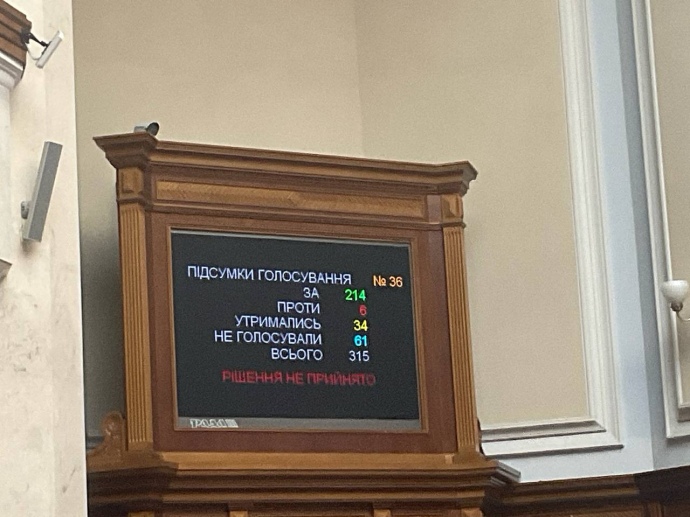 ПІДСУМКИ ГОЛОСУВАННЯ № 36
ЗА 214
ПРОТИ 6
УТРИМАЛИСЬ 34
НЕ ГОЛОСУВАЛИ 61
ВСЬОГО 315
РІШЕННЯ НЕ ПРИЙНЯТО